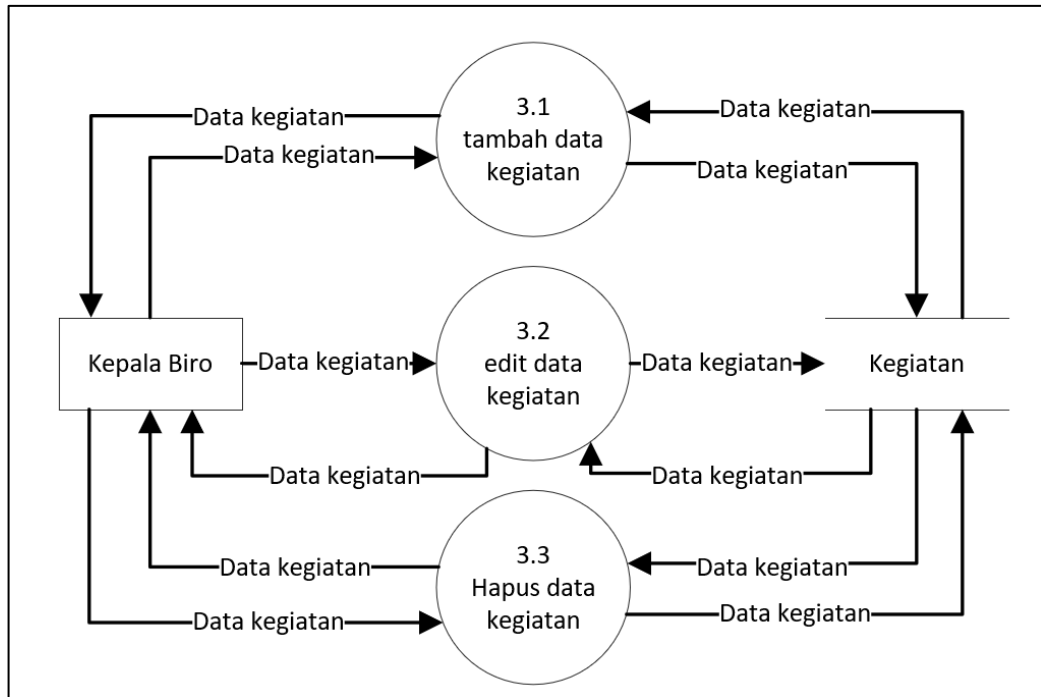 3.1
tambah data
kegiatan
Data kegiatan
Data kegiatan
Data kegiatan
Data kegiatan
Kepala Biro
Data kegiatan
3.2
edit data
kegiatan
Data kegiatan
Kegiatan
Data kegiatan
Data kegiatan
3.3
Hapus data
kegiatan
Data kegiatan
Data kegiatan
Data kegiatan
Data kegiatan